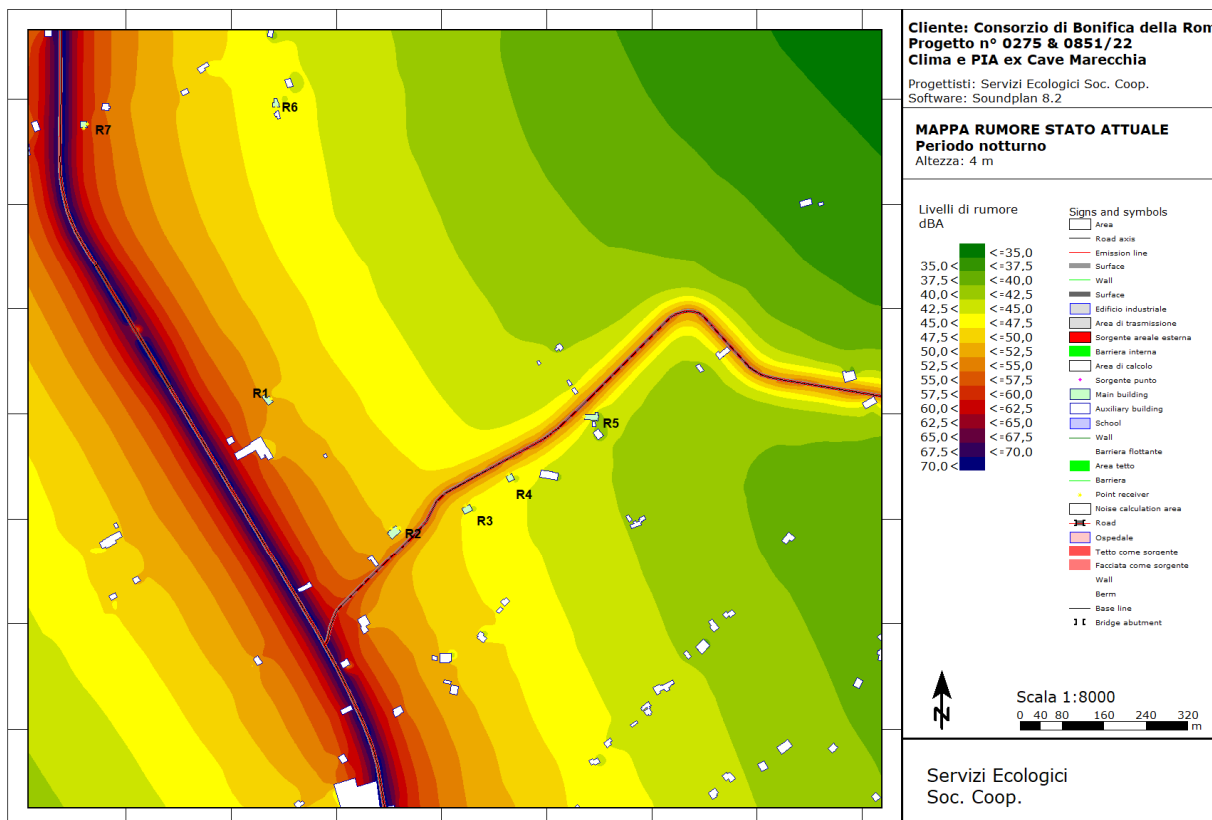 Cliente: Consorzio di Bonifica della Rom
Progetto n° 0275 & 0851/22
Clima e PIA ex Cave Marecchia
Progettisti: Servizi Ecologici Soc. Coop.
Software: Soundplan 8.2
MAPPA RUMORE STATO ATTUALE
Periodo notturno
Altezza: 4 m
Livelli di rumore
dBA
<=35,0
35,0< <=37,5
37,5< <=40,0
40,0< <=42,5
42,5< <=45,0
45,0< <=47,5
47,5< <=50,0
50,0< <=52,5
52,5< <=55,0
55,0< <=57,5
57,5< <=60,0
60,0< <=62,5
62,5< <=65,0
65,0< <=67,5
67,5< <=70,0
70,0<
Signs and symbols
Area
Road axis
Emission line
Surface
Wall
Surface
Edificio industriale
Area di trasmissione
Sorgente areale esterna
Barriera interna
Area di calcolo
Sorgente punto
Main building
Auxiliary building
School
Wall
Barriera flottante
Area tetto
Barriera
Point receiver
Noise calculation area
Road
Ospedale
Tetto come sorgente
Facciata come sorgente
Wall
Berm
Base line
Bridge abutment
N
Scala 1:8000
0 40 80 160 240 320
m
Servizi Ecologici
Soc. Coop.
R6
R7
R1
R5
R4
R3
R2